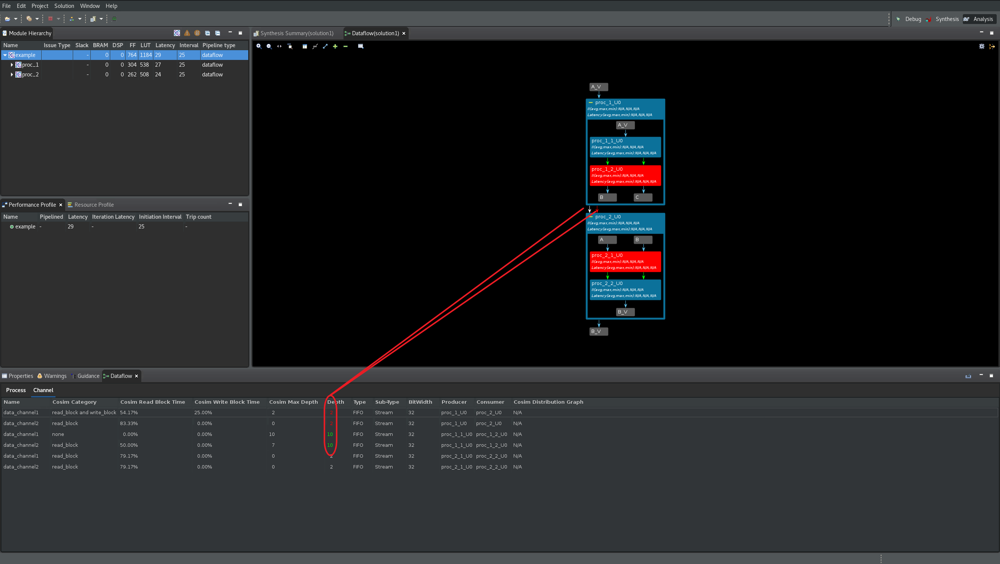 File Edit Project Solution Window Help
Debug Synthesis Analysis
Module Hierarchy
Name Issue Type Slack BRAM DSP FF LUT Latency Interval Pipeline type
example - 0 0 764 1184 29 25 dataflow
proc_1 - 0 0 304 538 27 25 dataflow
proc_2 - 0 0 262 508 24 25 dataflow
Performance Profile Resource Profile
Name Pipelined Latency Iteration Latency Initiation Interval Trip count
example - 29 - 25 -
Synthesis Summary(solution1) Dataflow(solution1)
A_V
proc_1_U0
II(avg,max,min):N/A,N/A,N/A
Latency(avg,max,min):N/A,N/A,N/A
A_V
proc_1_1_U0
II(avg,max,min):N/A,N/A,N/A
Latency(avg,max,min):N/A,N/A,N/A
proc_1_2_U0
II(avg,max,min):N/A,N/A,N/A
Latency(avg,max,min):N/A,N/A,N/A
B C
proc_2_U0
II(avg,max,min):N/A,N/A,N/A
Latency(avg,max,min):N/A,N/A,N/A
A B
proc_2_1_U0
II(avg,max,min):N/A,N/A,N/A
Latency(avg,max,min):N/A,N/A,N/A
proc_2_2_U0
II(avg,max,min):N/A,N/A,N/A
Latency(avg,max,min):N/A,N/A,N/A
B_V
B_V
Properties Warnings Guidance Dataflow
Process Channel
Name Cosim Category Cosim Read Block Time Cosim Write Block Time Cosim Max Depth Depth Type Sub-Type BitWidth Producer Consumer Cosim Distribution Graph
data_channel1 read_block and write_block 54.17% 25.00% 2 2 FIFO Stream 32 proc_1_U0 proc_2_U0 N/A
data_channel2 read_block 83.33% 0.00% 0 2 FIFO Stream 32 proc_1_U0 proc_2_U0 N/A
data_channel1 none 0.00% 0.00% 10 10 FIFO Stream 32 proc_1_1_U0 proc_1_2_U0 N/A
data_channel2 read_block 50.00% 0.00% 7 10 FIFO Stream 32 proc_1_1_U0 proc_1_2_U0 N/A
data_channel1 read_block 79.17% 0.00% 0 2 FIFO Stream 32 proc_2_1_U0 proc_2_2_U0 N/A
data_channel2 read_block 79.17% 0.00% 0 2 FIFO Stream 32 proc_2_1_U0 proc_2_2_U0 N/A